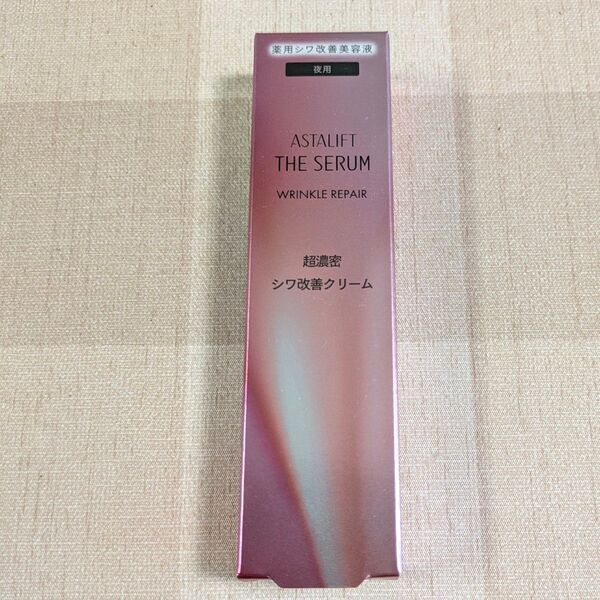 薬用シワ改善美容液
夜用
ASTALIFT
THE SERUM
WRINKLE REPAIR
超濃密
シワ改善クリーム